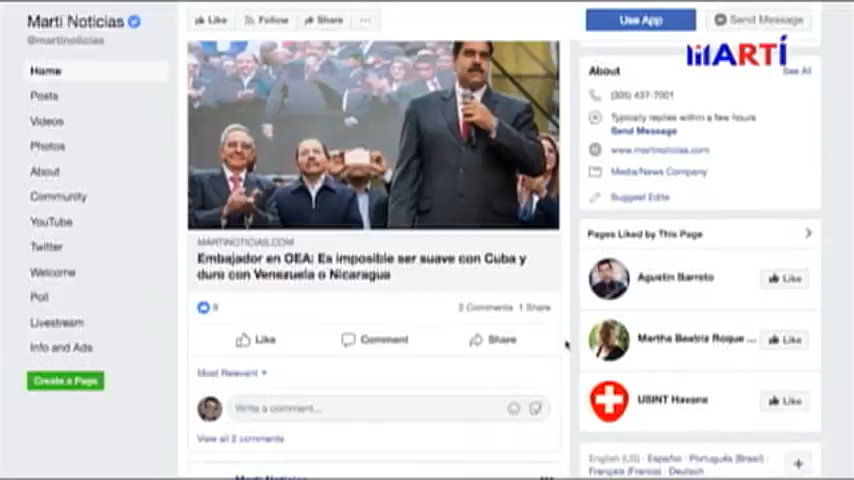 Martí Noticias
@martinoticias
Home
Posts
Videos
Photos
About
Community
YouTube
Twitter
Welcome
Poll
Livestream
Info and Ads
Create a Page
Like
Follow
Share
Use App
Send Message
MARTÍ
MARTINOTICIAS.COM
Embajador en OEA: Es imposible ser suave con Cuba y
duro con Venezuela o Nicaragua
2 Comments 1 Share
Like
Comment
Share
Most Relevant
Write a comment...
View all 2 comments
Martí Noticias
About
See All
(305) 437-7001
Typically replies within a few hours
Send Message
www.martinoticias.com
Media/News Company
Suggest Edits
Pages Liked by This Page
Agustin Barreto
Like
Martha Beatriz Roque ...
Like
USINT Havana
Like
English (US) · Español · Português (Brasil) ·
Français (France) · Deutsch